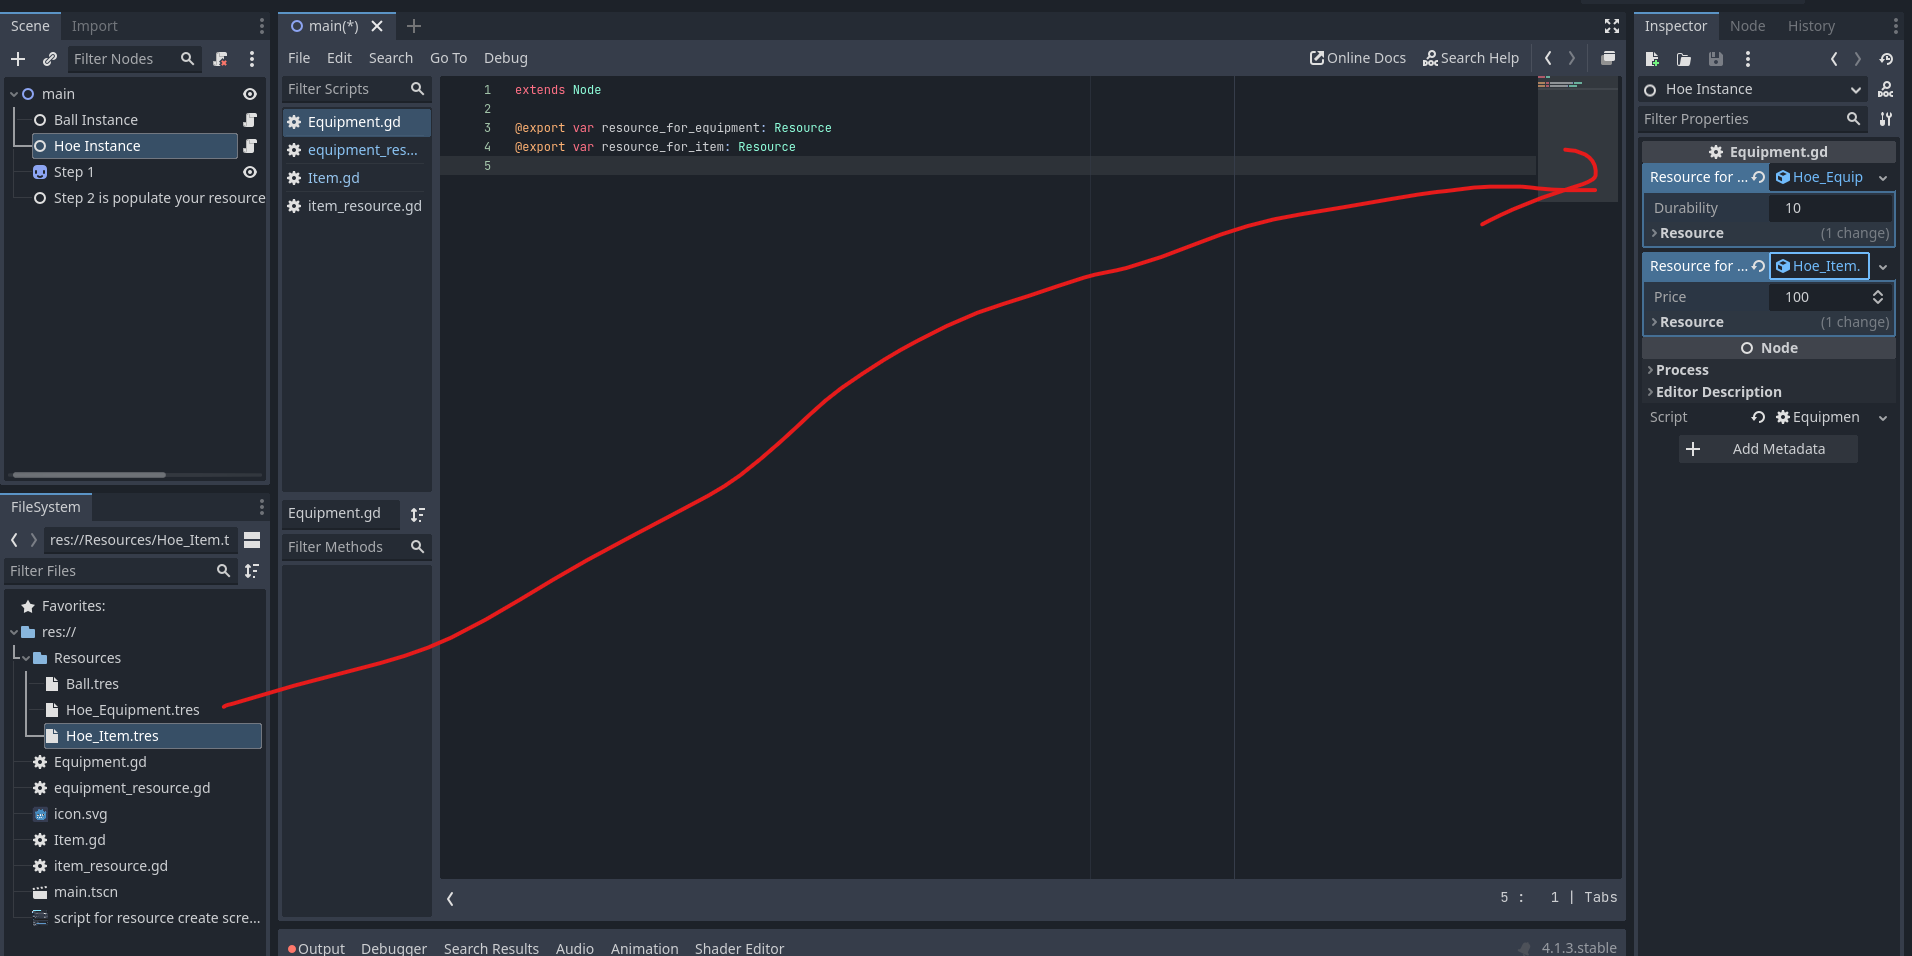 Scene Import
Filter Nodes
main
Ball Instance
Hoe Instance
Step 1
Step 2 is populate your resource
FileSystem
res://Resources/Hoe_Item.t
Filter Files
Favorites:
res://
Resources
Ball.tres
Hoe_Equipment.tres
Hoe_Item.tres
Equipment.gd
equipment_resource.gd
icon.svg
Item.gd
item_resource.gd
main.tscn
script for resource create scre...
main(*)
File Edit Search Go To Debug
Online Docs Search Help
Filter Scripts
Equipment.gd
equipment_res...
Item.gd
item_resource.gd
Equipment.gd
Filter Methods
1 extends Node
2
3 @export var resource_for_equipment: Resource
4 @export var resource_for_item: Resource
5
5 : 1 | Tabs
Output Debugger Search Results Audio Animation Shader Editor
4.1.3.stable
Inspector Node History
DOC
Hoe Instance
Filter Properties
Equipment.gd
Resource for ... Hoe_Equip
Durability 10
Resource (1 change)
Resource for ... Hoe_Item.
Price 100
Resource (1 change)
Node
Process
Editor Description
Script Equipmen
Add Metadata